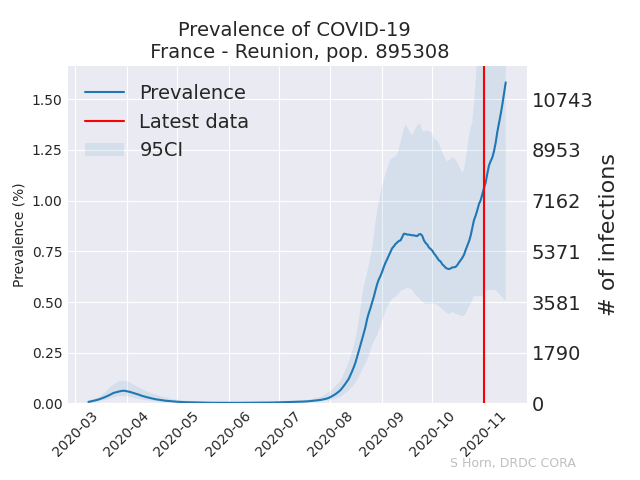 Prevalence of COVID-19
France - Reunion, pop. 895308
Prevalence
Latest data
95CI
Prevalence (%)
1.50
1.25
1.00
0.75
0.50
0.25
0.00
10743
8953
7162
5371
3581
1790
0
# of infections
2020-03
2020-04
2020-05
2020-06
2020-07
2020-08
2020-09
2020-10
2020-11
S Horn, DRDC CORA